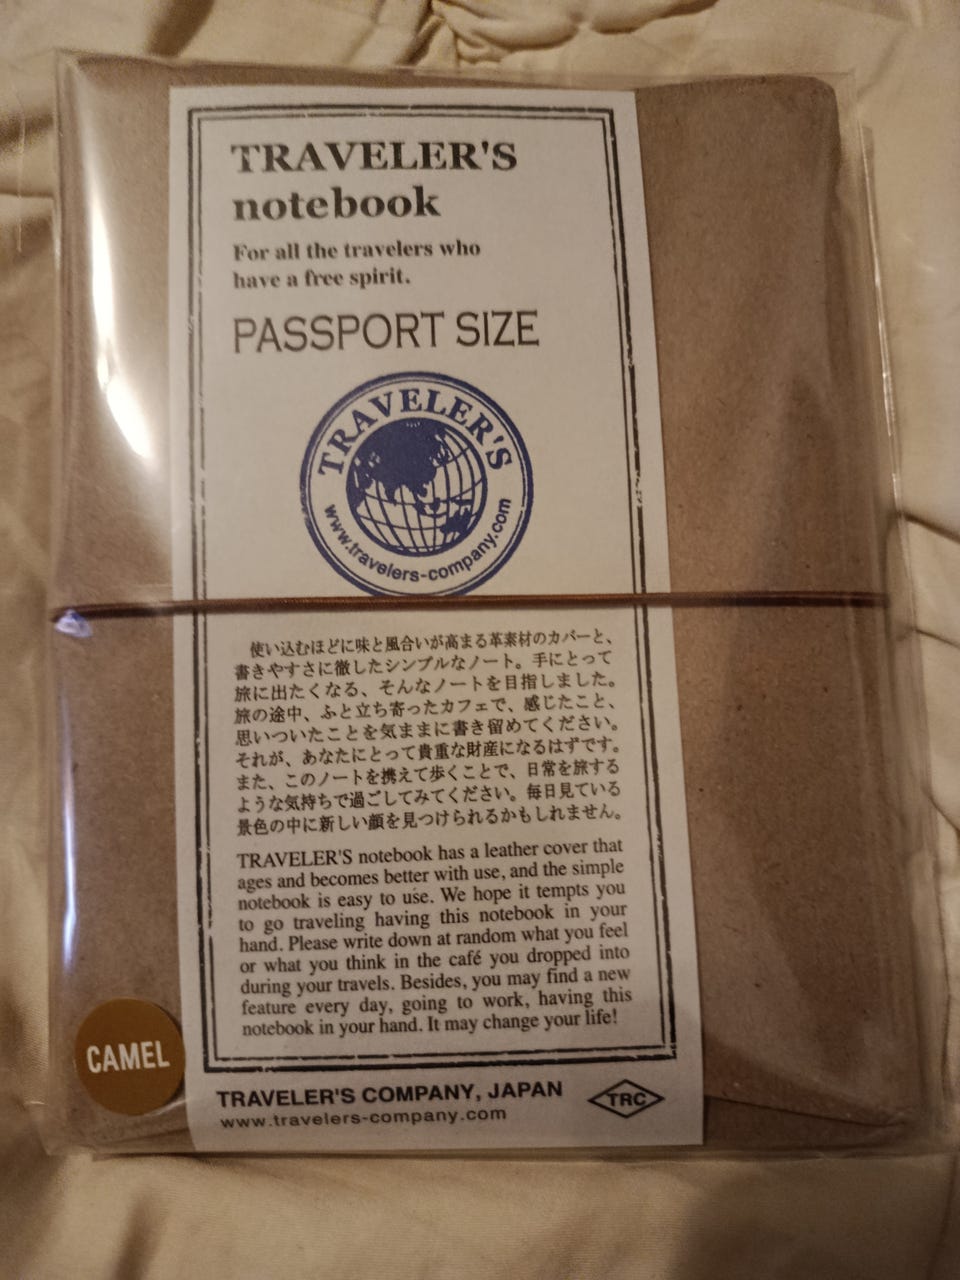 TRAVELER'S
notebook
For all the travelers who
have a free spirit.
PASSPORT SIZE
TRAVELER'S
www.travelers-company.com
使い込むほどに味と風合いが高まる革素材のカバーと、
書きやすさに徹したシンプルなノート。手にとって
旅に出たくなる、そんなノートを目指しました。
旅の途中、ふと立ち寄ったカフェで、感じたこと、
思いついたことを気ままに書き留めてください。
それが、あなたにとって貴重な財産になるはずです。
また、このノートを携えて歩くことで、日常を旅する
ような気持ちで過ごしてみてください。毎日見ている
景色の中に新しい顔を見つけられるかもしれません。
TRAVELER'S notebook has a leather cover that
ages and becomes better with use, and the simple
notebook is easy to use. We hope it tempts you
to go traveling having this notebook in your
hand. Please write down at random what you feel
or what you think in the café you dropped into
during your travels. Besides, you may find a new
feature every day, going to work, having this
notebook in your hand. It may change your life!
CAMEL
TRAVELER'S COMPANY, JAPAN
www.travelers-company.com
TRC